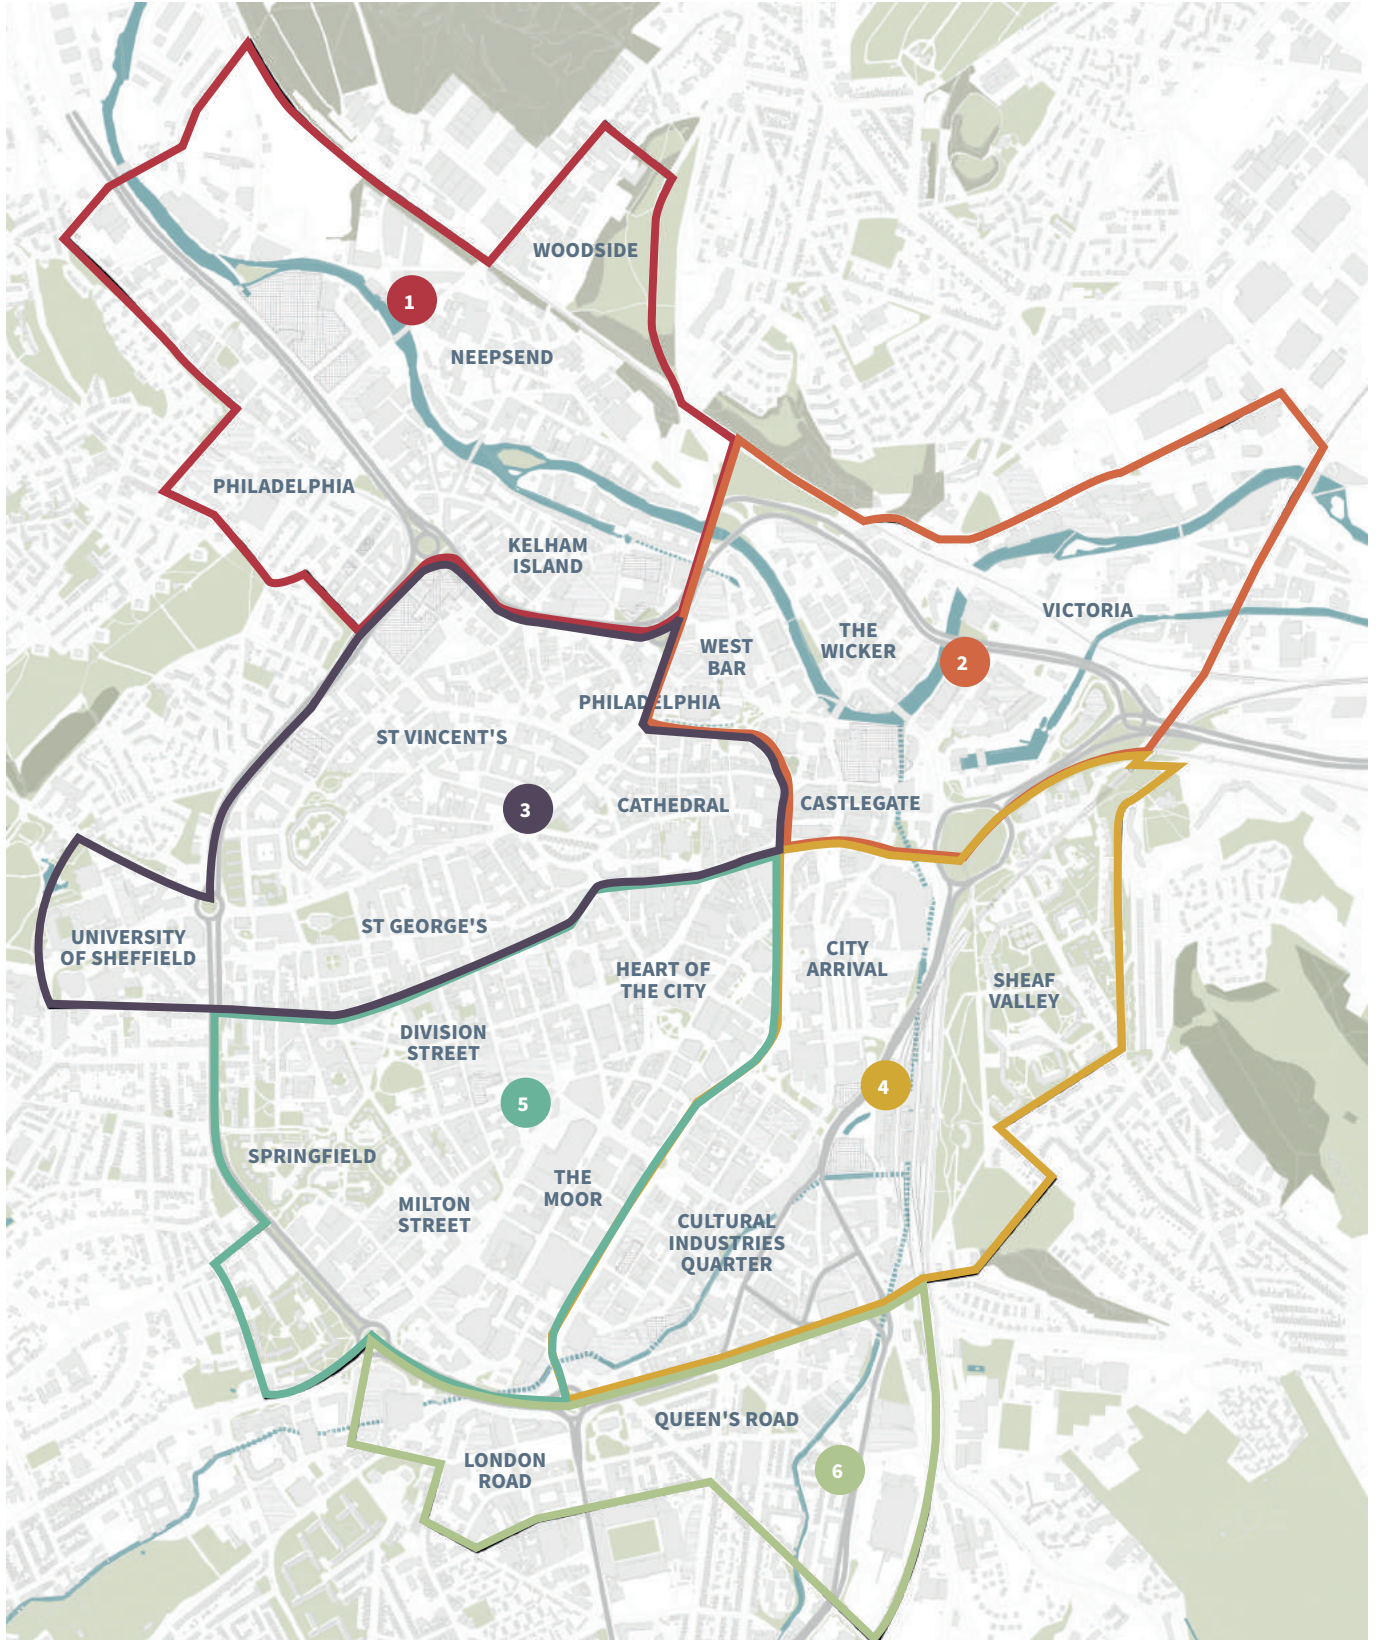 WOODSIDE
1
NEEPSEND
PHILADELPHIA
KELHAM
ISLAND
VICTORIA
THE
WICKER
WEST
BAR
2
PHILADELPHIA
ST VINCENT'S
3
CATHEDRAL
CASTLEGATE
ST GEORGE'S
UNIVERSITY
OF SHEFFIELD
HEART OF
THE CITY
CITY
ARRIVAL
SHEAF
VALLEY
DIVISION
STREET
4
5
SPRINGFIELD
THE
MOOR
MILTON
STREET
CULTURAL
INDUSTRIES
QUARTER
QUEEN'S ROAD
LONDON
ROAD
6